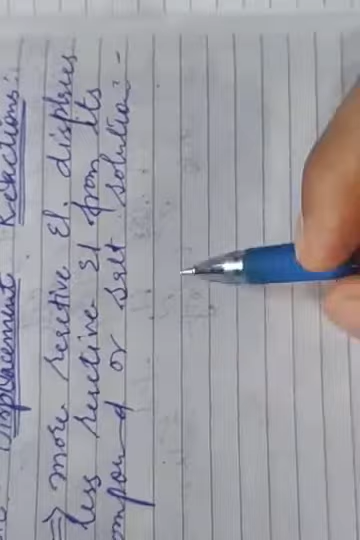 Displacement Reactions:
⇒ more reactive El. displaces
less reactive El from its
compound or salt solution:-